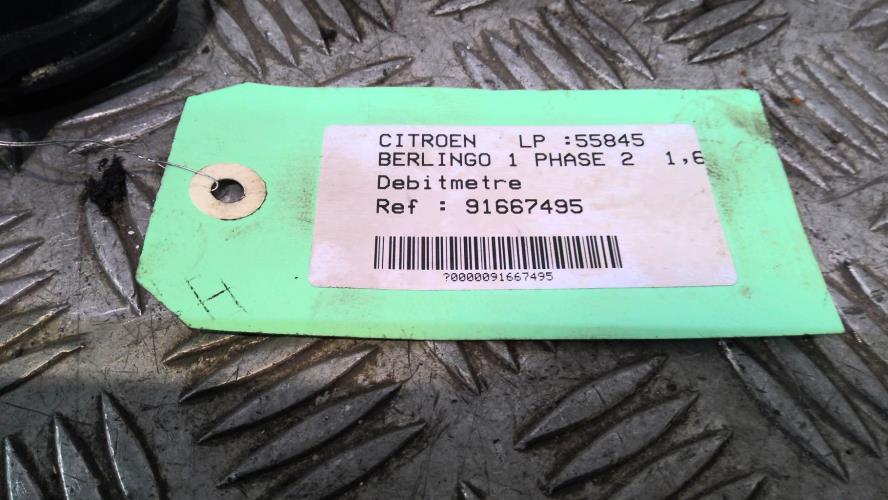 CITROEN LP :55845
BERLINGO 1 PHASE 2 1,6
Debitmetre
Ref : 91667495
?0000091667495
H